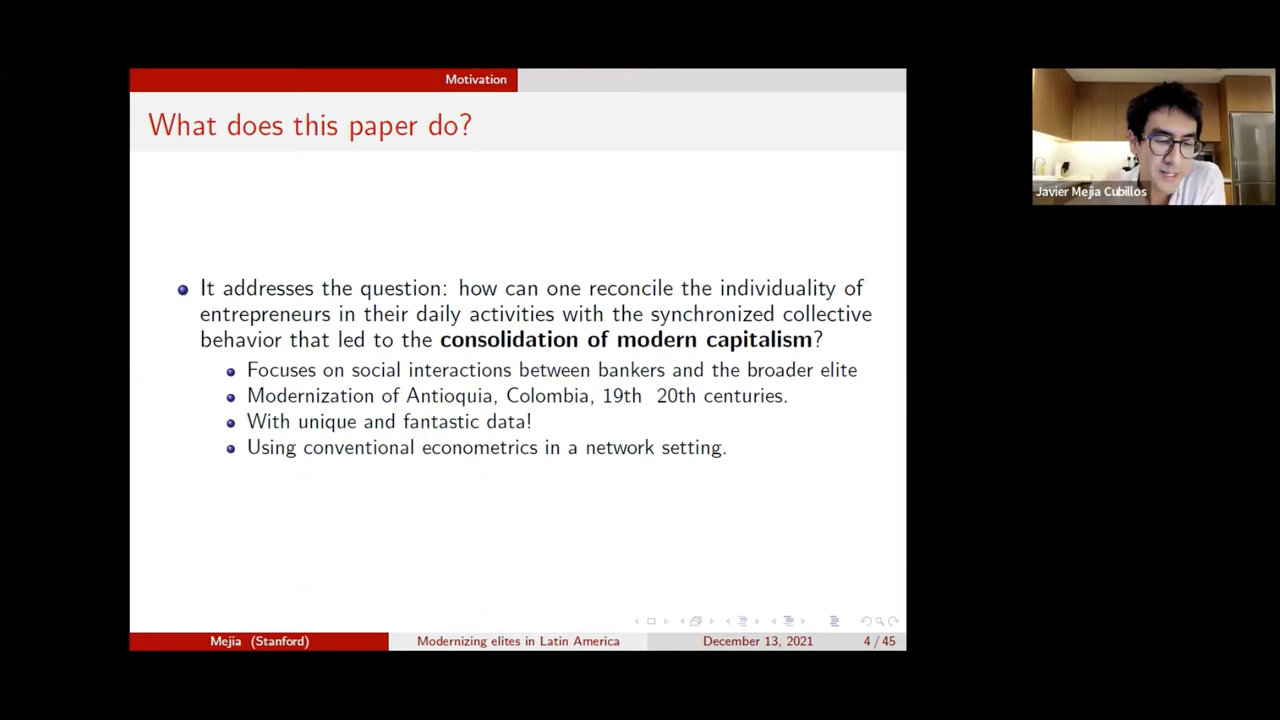 Motivation
What does this paper do?
It addresses the question: how can one reconcile the individuality of
entrepreneurs in their daily activities with the synchronized collective
behavior that led to the consolidation of modern capitalism?
Focuses on social interactions between bankers and the broader elite
Modernization of Antioquia, Colombia, 19th 20th centuries.
With unique and fantastic data!
Using conventional econometrics in a network setting.
Mejia (Stanford)
Modernizing elites in Latin America
December 13, 2021
4 / 45
Javier Mejia Cubillos